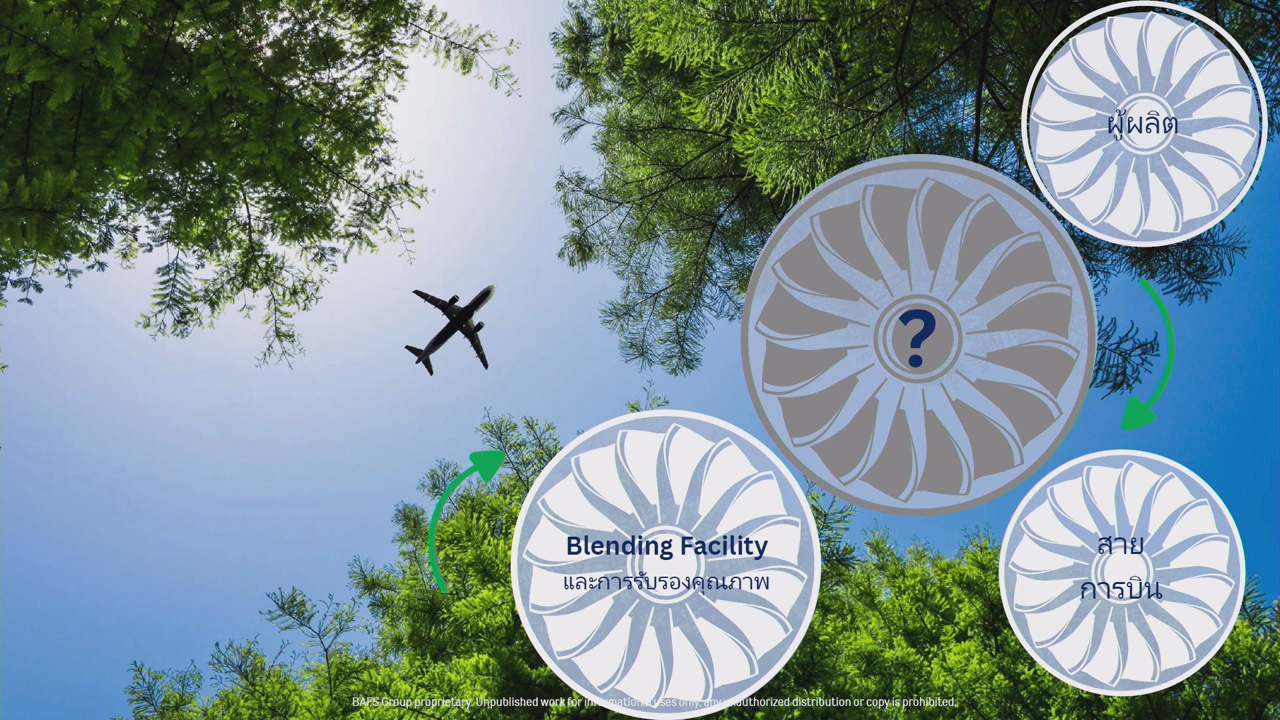 ผู้ผลิต
?
Blending Facility
และการรับรองคุณภาพ
สาย
การบิน
BAFS Group proprietary. Unpublished work for informational uses only, any unauthorized distribution or copy is prohibited.